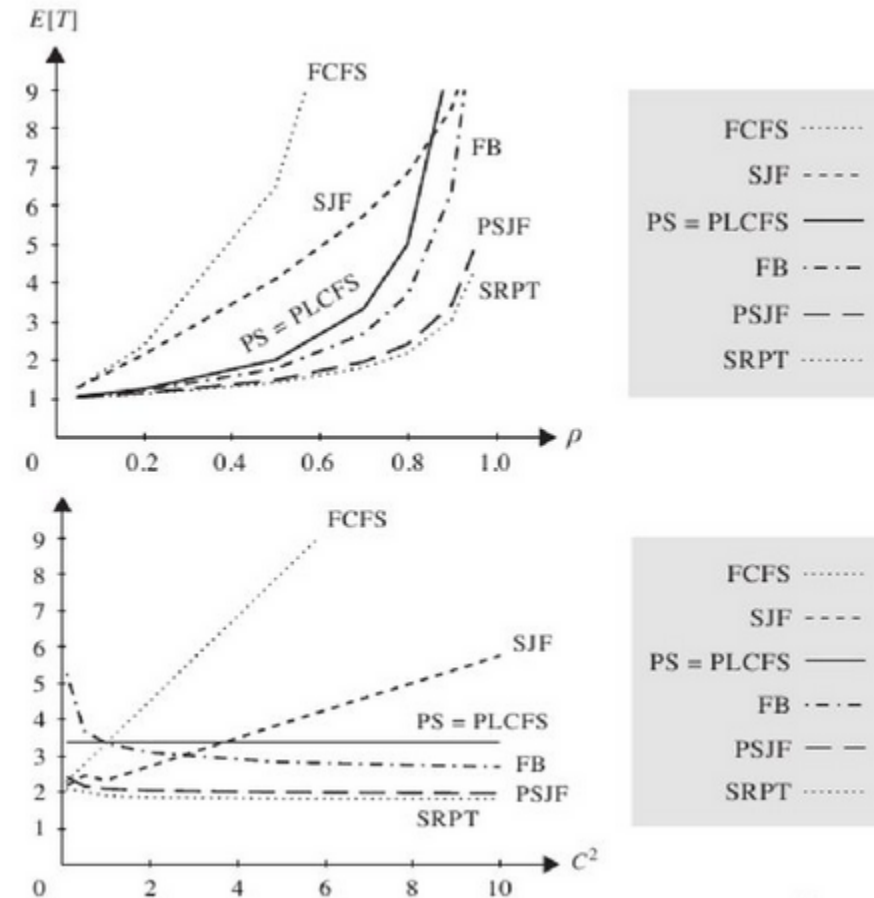 E[T]
9
8
7
6
5
4
3
2
1
0
0.2
0.4
0.6
0.8
1.0
ρ
FCFS
SJF
PS = PLCFS
FB
PSJF
SRPT
FCFS
SJF
PS = PLCFS
FB
PSJF
SRPT
9
8
7
6
5
4
3
2
1
0
2
4
6
8
10
C²
FCFS
SJF
PS = PLCFS
FB
PSJF
SRPT
FCFS
SJF
PS = PLCFS
FB
PSJF
SRPT